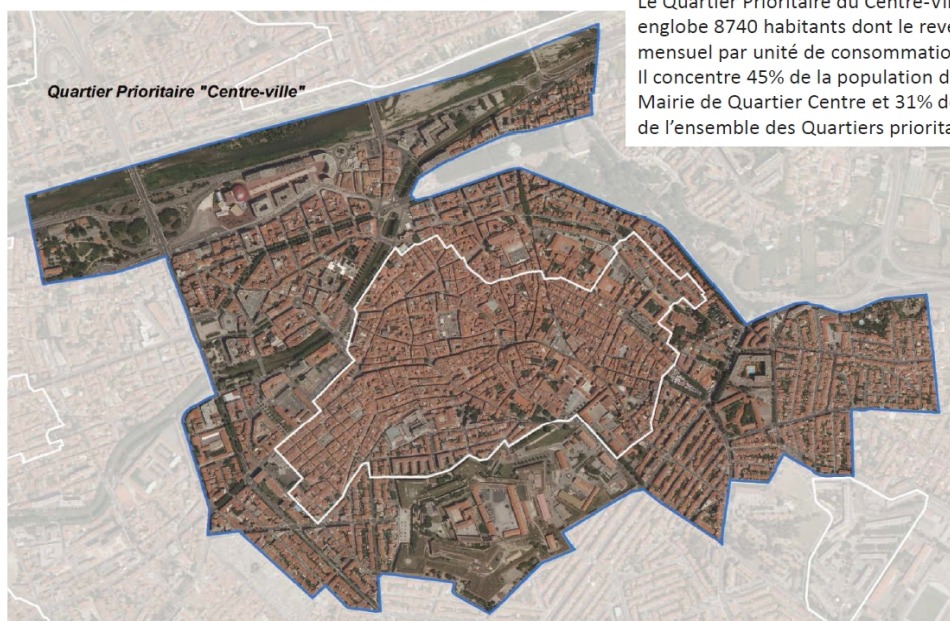 Le Quartier Prioritaire du Centre-
englobe 8740 habitants dont le
mensuel par unité de
Il concentre 45% de la population
Mairie de Quartier Centre et 31%
de l'ensemble des Quartiers
Quartier Prioritaire "Centre-ville"